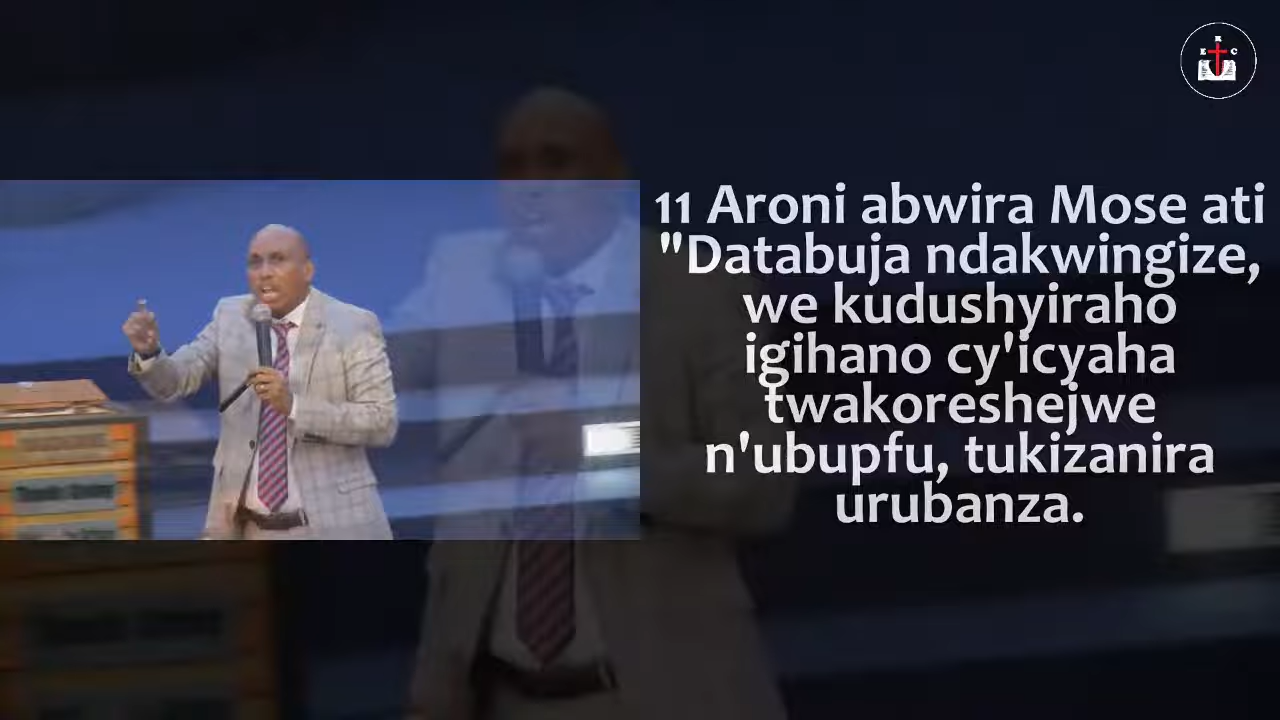 E R C
11 Aroni abwira Mose ati
"Databuja ndakwingize,
we kudushyiraho
igihano cy'icyaha
twakoreshejwe
n'ubupfu, tukizanira
urubanza.